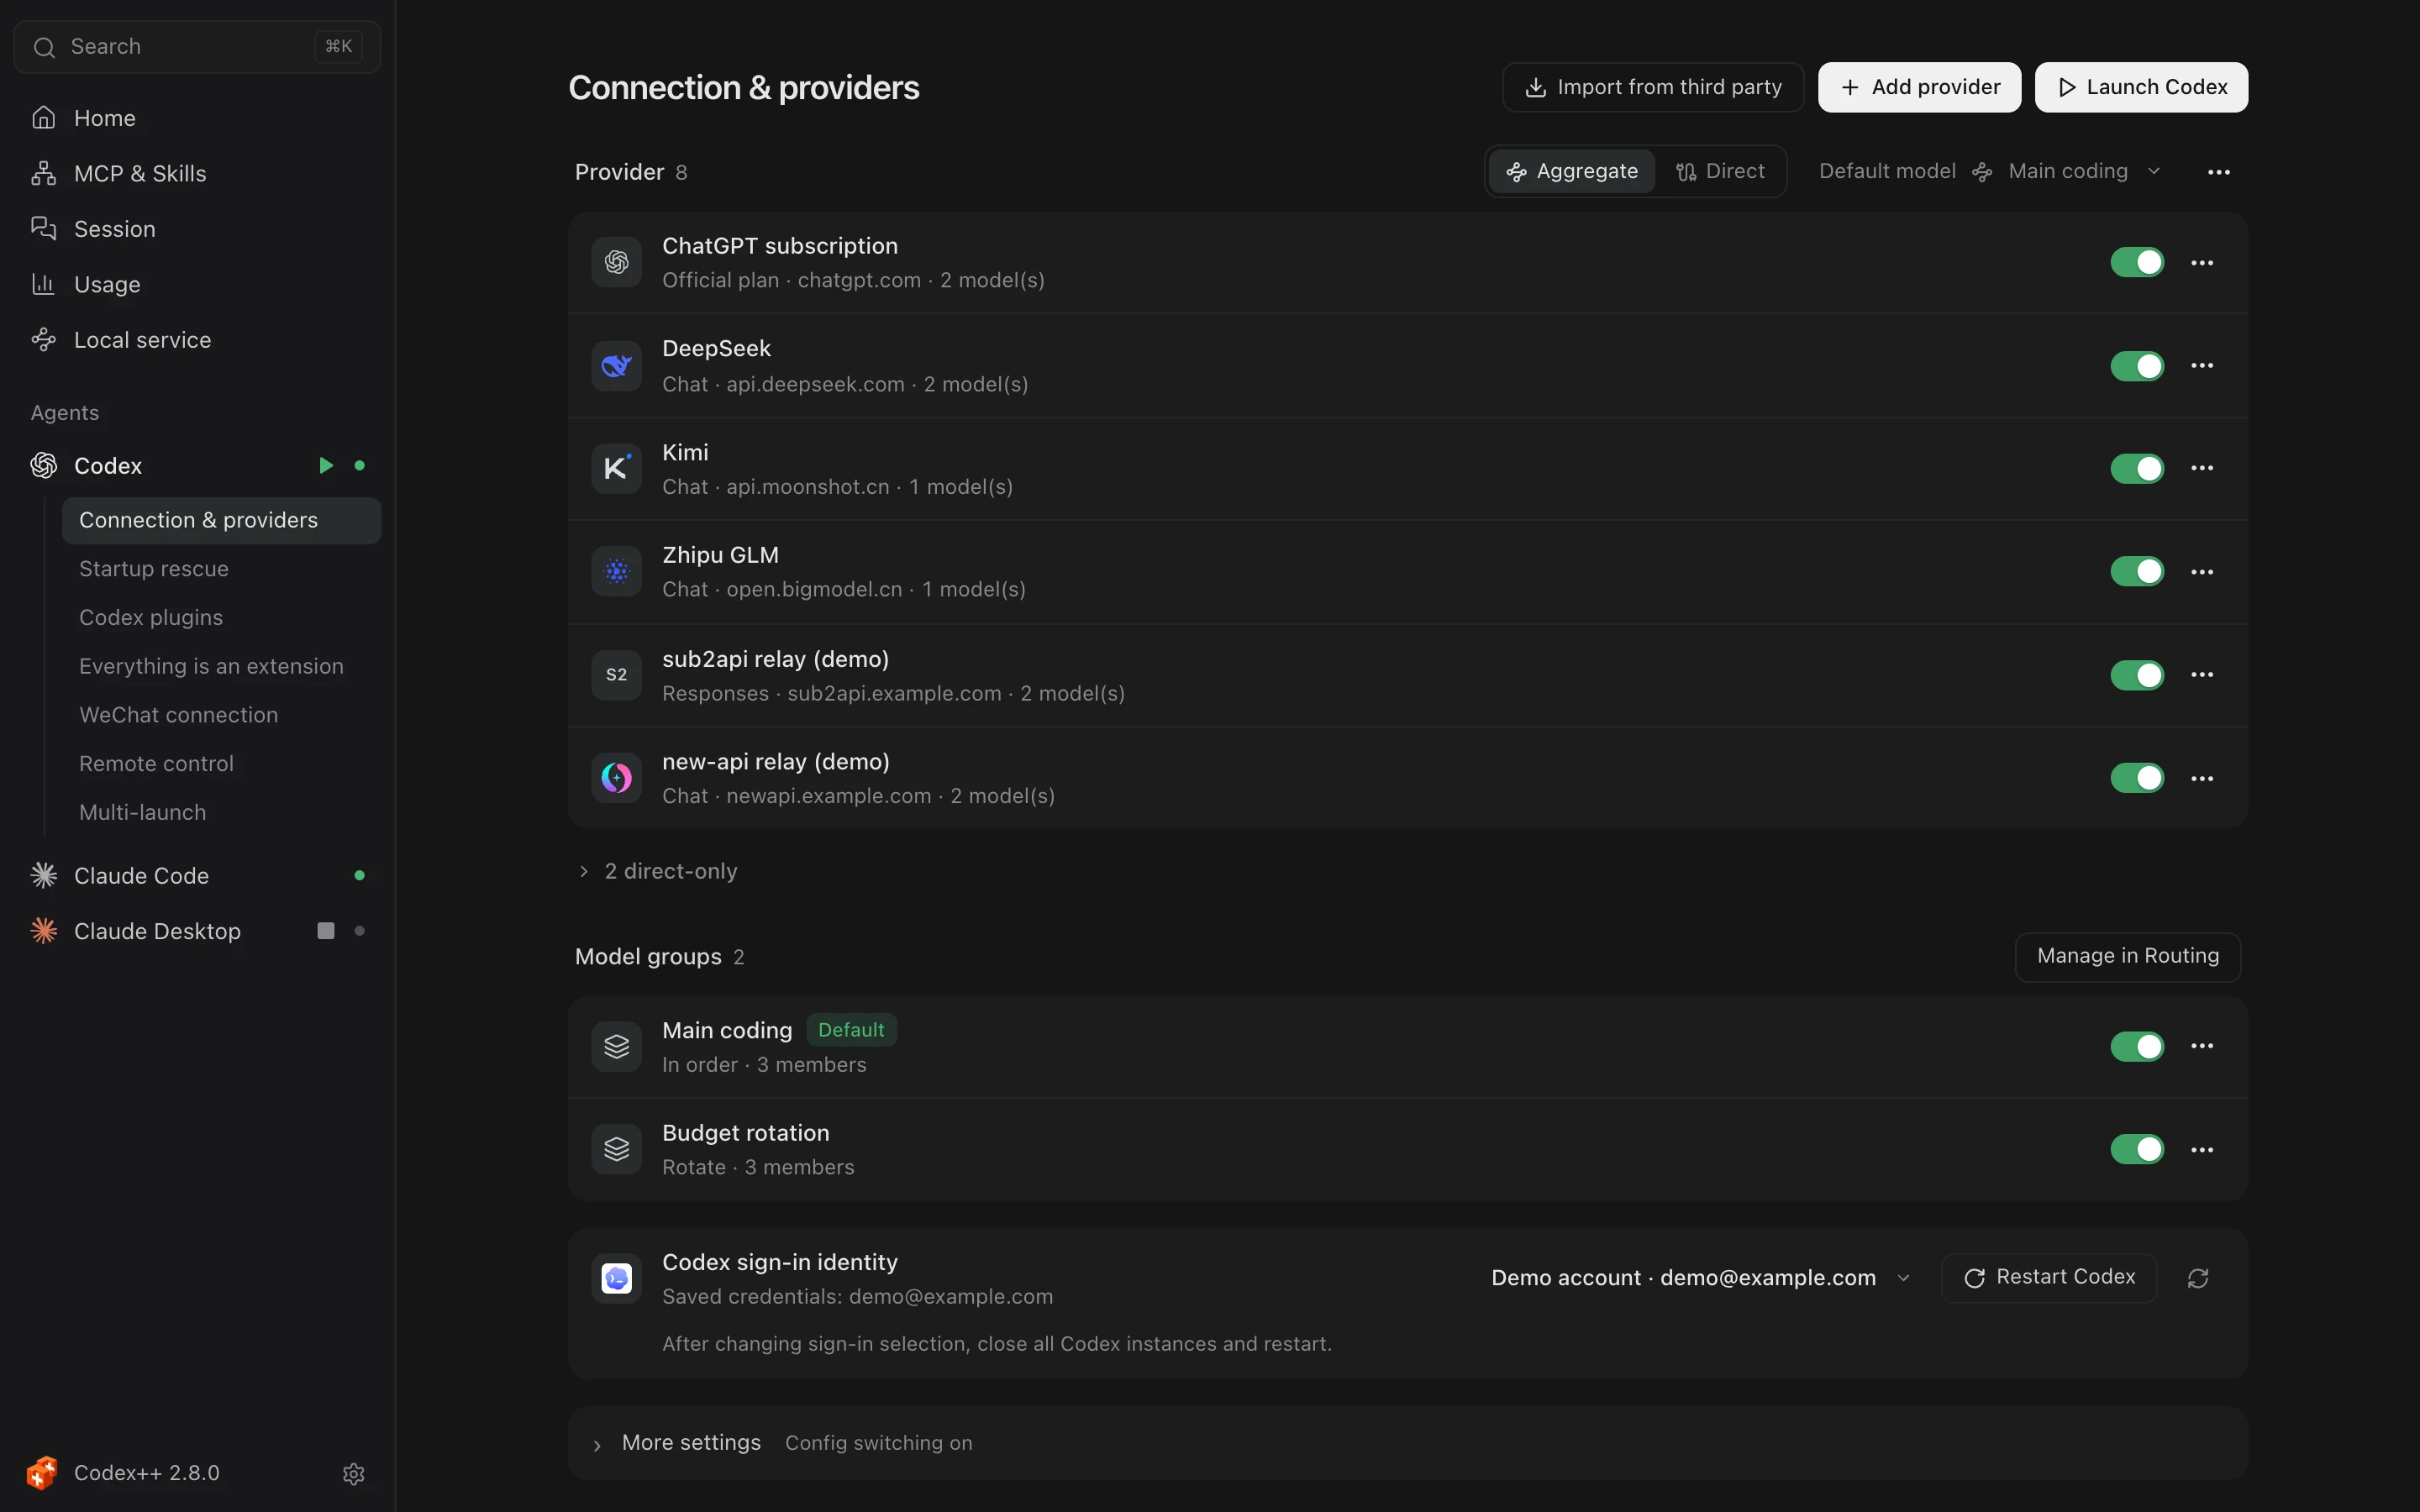 Search ⌘K
Home
MCP & Skills
Session
Usage
Local service
Agents
Codex
Connection & providers
Startup rescue
Codex plugins
Everything is an extension
WeChat connection
Remote control
Multi-launch
Claude Code
Claude Desktop
Codex++ 2.8.0
Connection & providers
Import from third party
Add provider
Launch Codex
Provider 8
Aggregate
Direct
Default model Main coding
ChatGPT subscription
Official plan · chatgpt.com · 2 model(s)
DeepSeek
Chat · api.deepseek.com · 2 model(s)
Kimi
Chat · api.moonshot.cn · 1 model(s)
Zhipu GLM
Chat · open.bigmodel.cn · 1 model(s)
S2
sub2api relay (demo)
Responses · sub2api.example.com · 2 model(s)
new-api relay (demo)
Chat · newapi.example.com · 2 model(s)
2 direct-only
Model groups 2
Manage in Routing
Main coding Default
In order · 3 members
Budget rotation
Rotate · 3 members
Codex sign-in identity
Saved credentials: demo@example.com
Demo account · demo@example.com
Restart Codex
After changing sign-in selection, close all Codex instances and restart.
More settings Config switching on